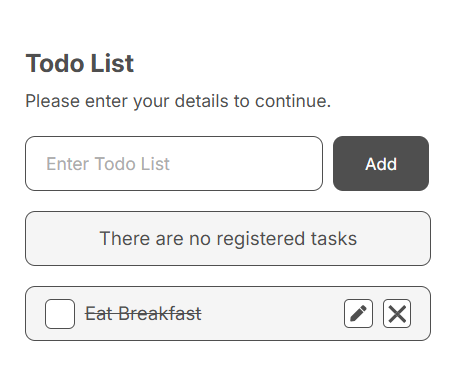 Todo List
Please enter your details to continue.
Enter Todo List
Add
There are no registered tasks
Eat Breakfast